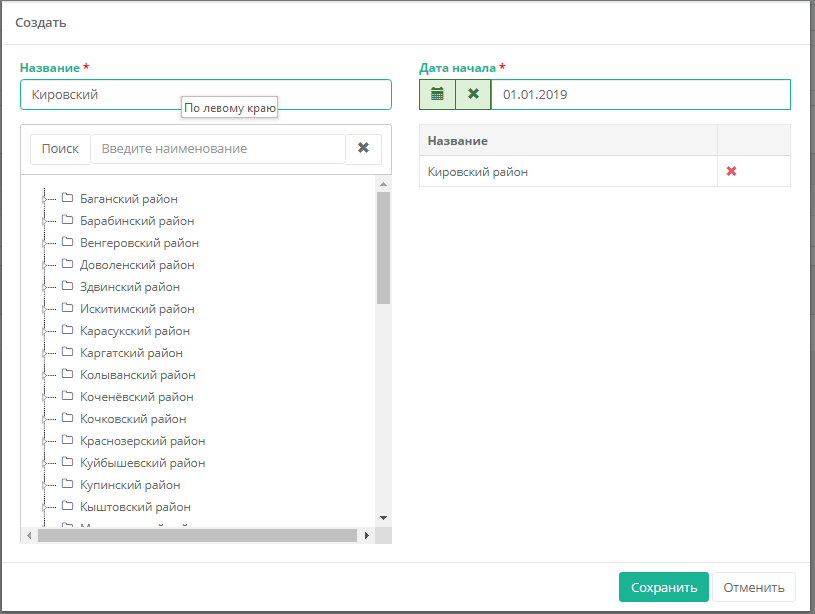 Создать
Название *
Дата начала *
Кировский
01.01.2019
По левому краю
Поиск
Введите наименование
Название
Кировский район
Баганский район
Барабинский район
Венгеровский район
Доволенский район
Здвинский район
Искитимский район
Карасукский район
Каргатский район
Колыванский район
Коченёвский район
Кочковский район
Краснозерский район
Куйбышевский район
Купинский район
Кыштовский район
Сохранить
Отменить